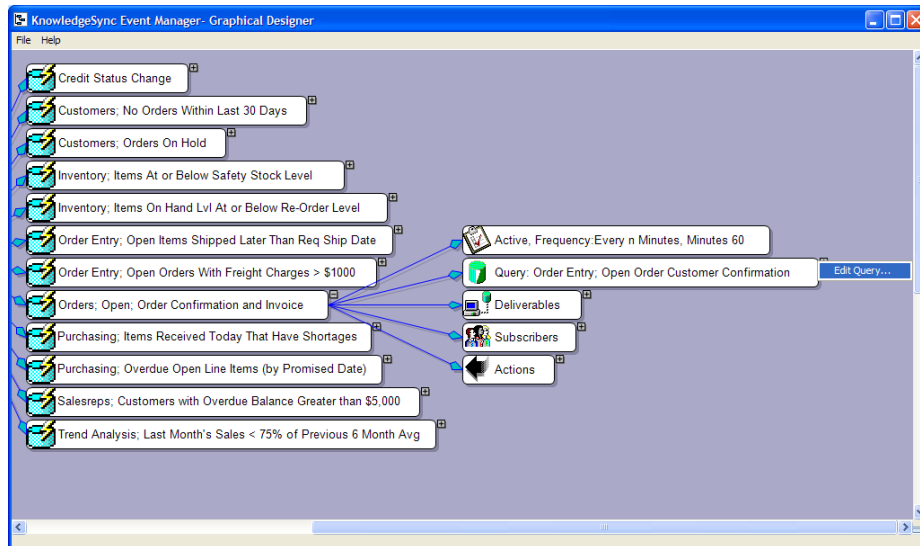 KnowledgeSync Event Manager- Graphical Designer
File Help
Credit Status Change
Customers; No Orders Within Last 30 Days
Customers; Orders On Hold
Inventory; Items At or Below Safety Stock Level
Inventory; Items On Hand Lvl At or Below Re-Order Level
Order Entry; Open Items Shipped Later Than Req Ship Date
Order Entry; Open Orders With Freight Charges > $1000
Orders; Open; Order Confirmation and Invoice
Purchasing; Items Received Today That Have Shortages
Purchasing; Overdue Open Line Items (by Promised Date)
Salesreps; Customers with Overdue Balance Greater than $5,000
Trend Analysis; Last Month's Sales < 75% of Previous 6 Month Avg
Active, Frequency:Every n Minutes, Minutes 60
Query: Order Entry; Open Order Customer Confirmation
Edit Query...
Deliverables
Subscribers
Actions